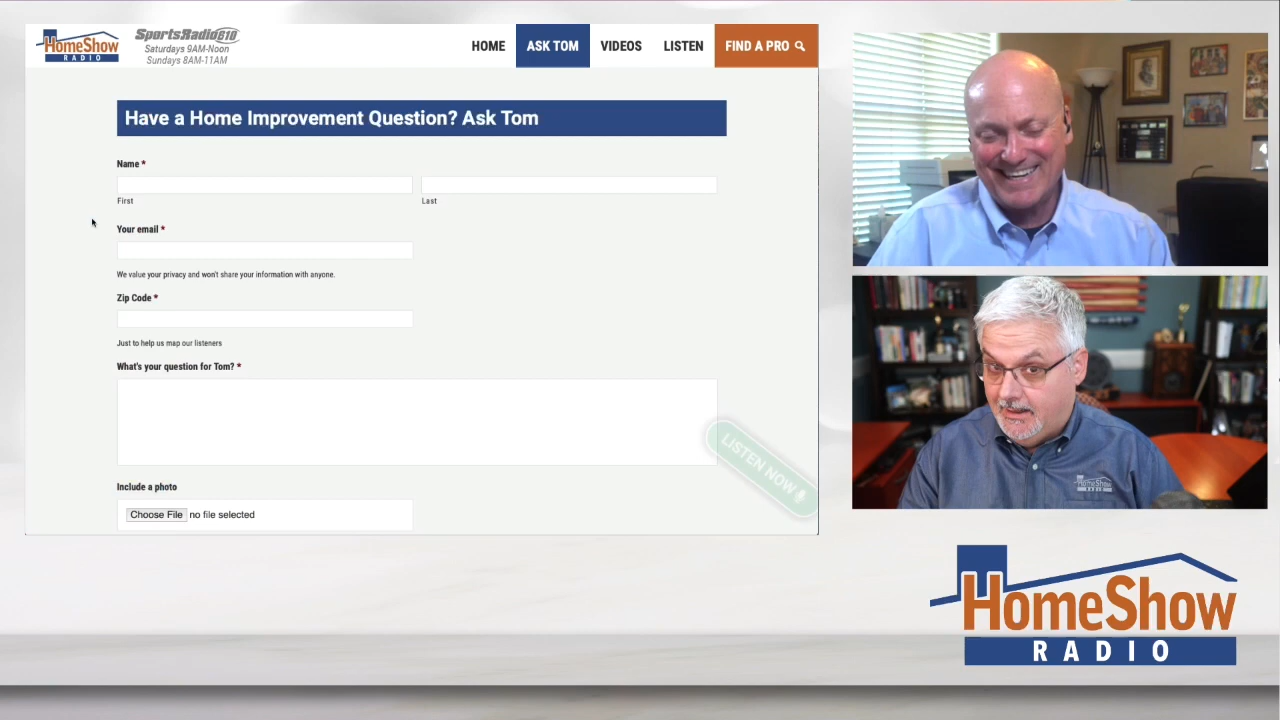 HomeShow
RADIO
SportsRadio610
Saturdays 9AM-Noon
Sundays 8AM-11AM
HOME
ASK TOM
VIDEOS
LISTEN
FIND A PRO
Have a Home Improvement Question? Ask Tom
Name *
First
Last
Your email *
We value your privacy and won't share your information with anyone.
Zip Code *
Just to help us map our listeners
What's your question for Tom? *
LISTEN NOW
Include a photo
Choose File no file selected
HomeShow
HomeShow
RADIO